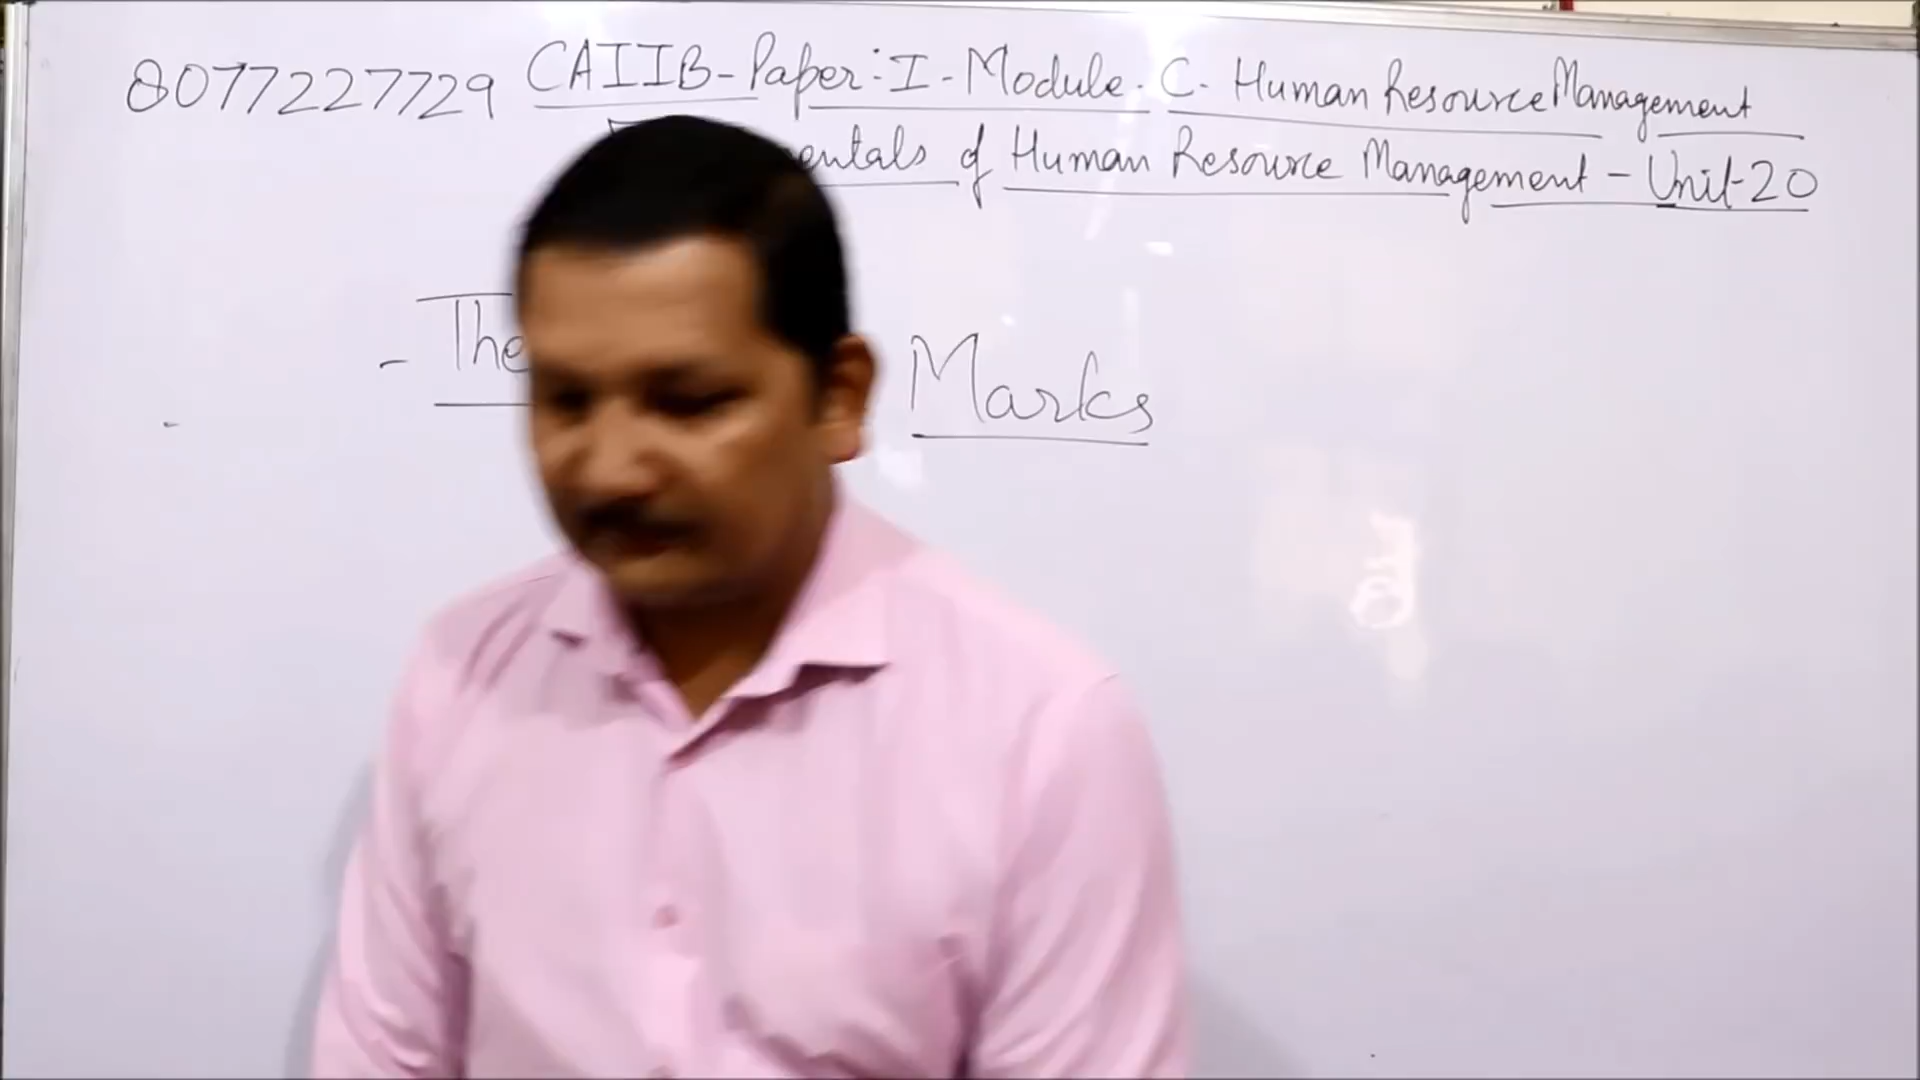 8077227729 CAIIB-Paper:I-Module-C-Human Resource Management
entals of Human Resource Management - Unit-20
- The Marks